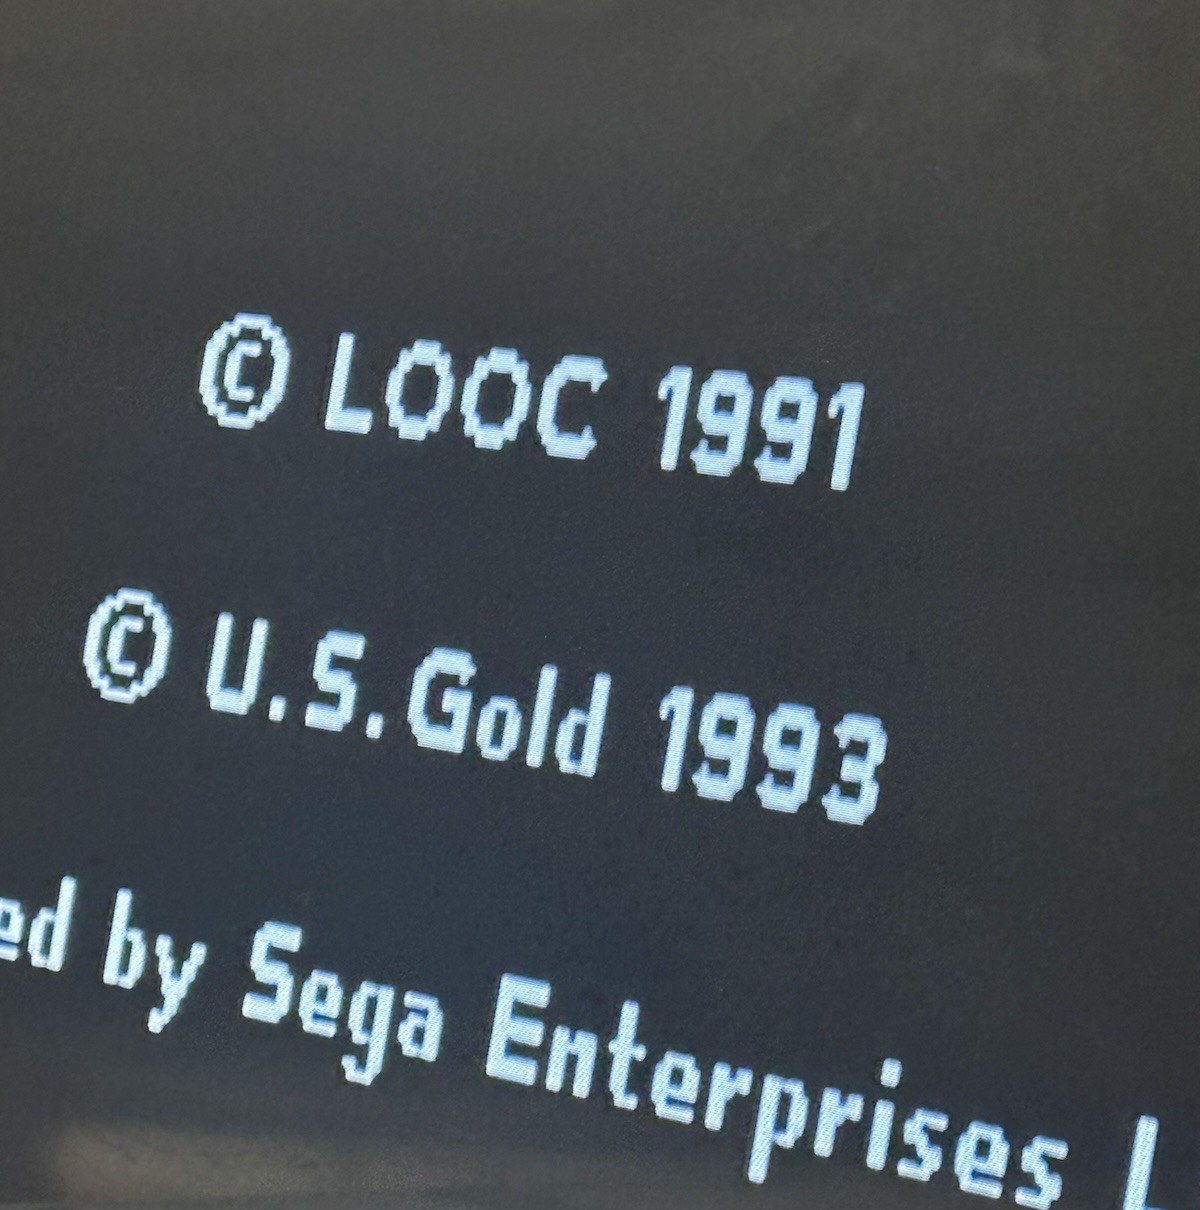 © LOOC 1991
© U.S.Gold 1993
ed by Sega Enterprises L